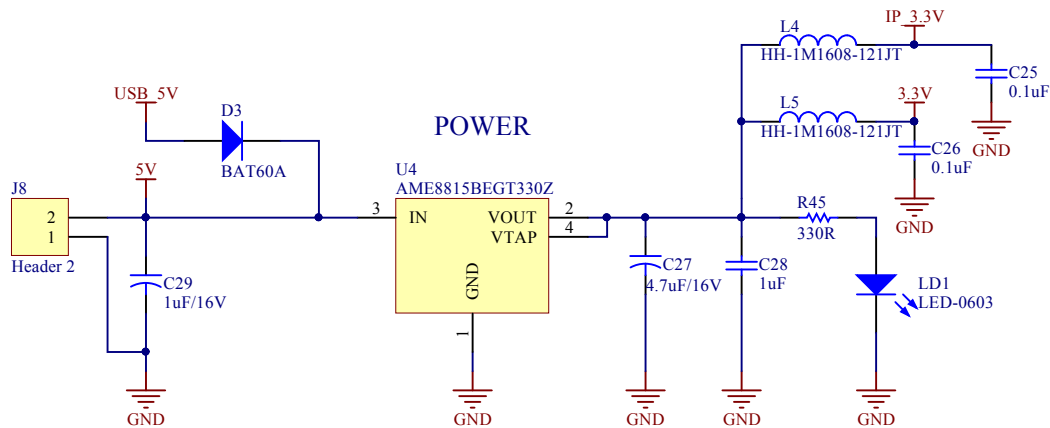 IP_3.3V
L4
HH-1M1608-121JT
C25
0.1uF
GND
USB_5V
D3
BAT60A
POWER
3.3V
L5
HH-1M1608-121JT
C26
0.1uF
GND
5V
J8
2
1
Header 2
C29
1uF/16V
GND
U4
AME8815BEGT330Z
3
IN
VOUT
2
VTAP
4
GND
1
GND
C27
4.7uF/16V
GND
C28
1uF
GND
R45
330R
LD1
LED-0603
GND